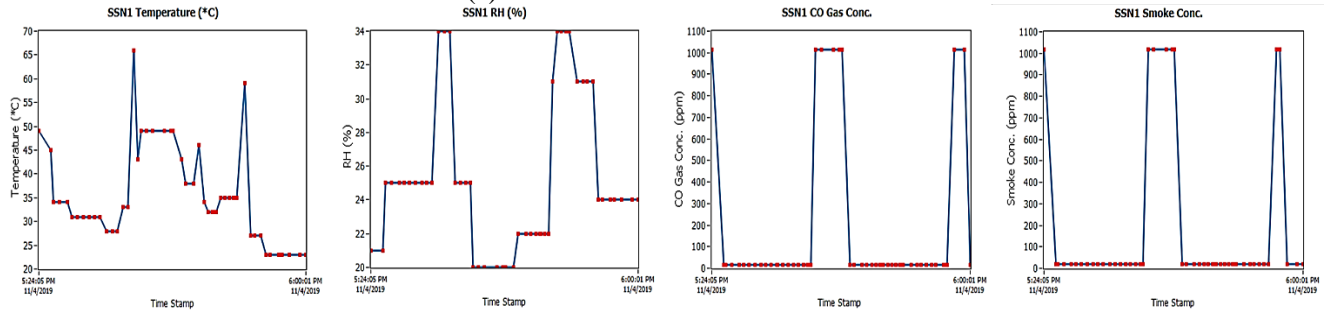 SSN1 Temperature (*C)
70
65
60
55
50
45
40
35
30
25
20
Temperature (*C)
5:24:05 PM
11/4/2019
6:00:01 PM
11/4/2019
Time Stamp
SSN1 RH (%)
34
32
30
28
26
24
22
20
RH (%)
5:24:05 PM
11/4/2019
6:00:01 PM
11/4/2019
Time Stamp
SSN1 CO Gas Conc.
1100
1000
900
800
700
600
500
400
300
200
100
0
CO Gas Conc. (ppm)
5:24:05 PM
11/4/2019
6:00:01 PM
11/4/2019
Time Stamp
SSN1 Smoke Conc.
1100
1000
900
800
700
600
500
400
300
200
100
0
Smoke Conc. (ppm)
5:24:05 PM
11/4/2019
6:00:01 PM
11/4/2019
Time Stamp